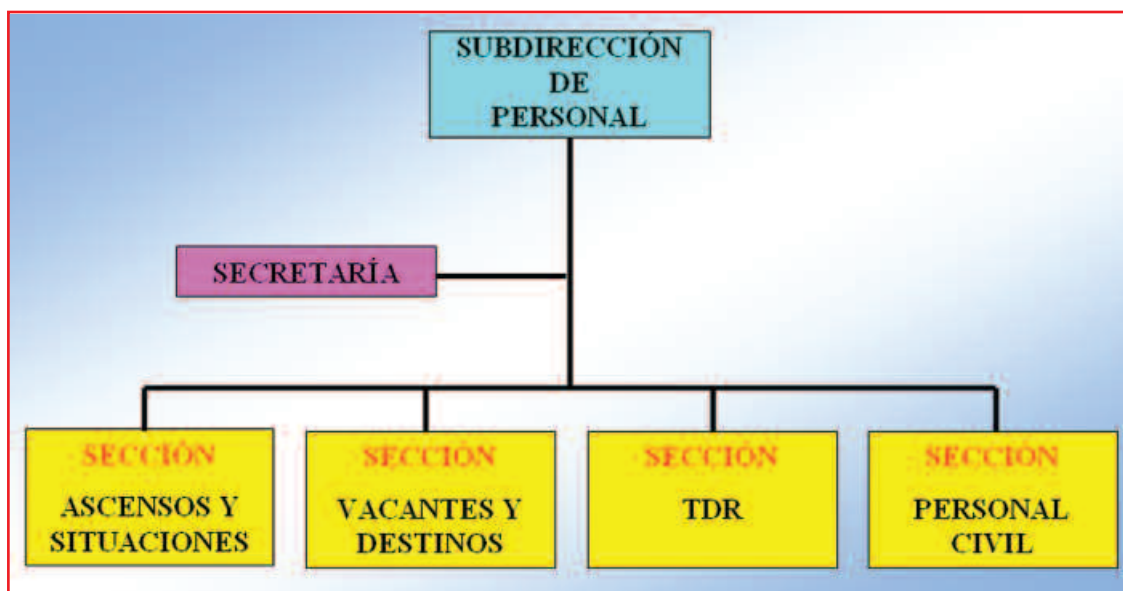 SUBDIRECCIÓN
DE
PERSONAL
SECRETARÍA
SECCIÓN
ASCENSOS Y
SITUACIONES
SECCIÓN
VACANTES Y
DESTINOS
SECCIÓN
TDR
SECCIÓN
PERSONAL
CIVIL